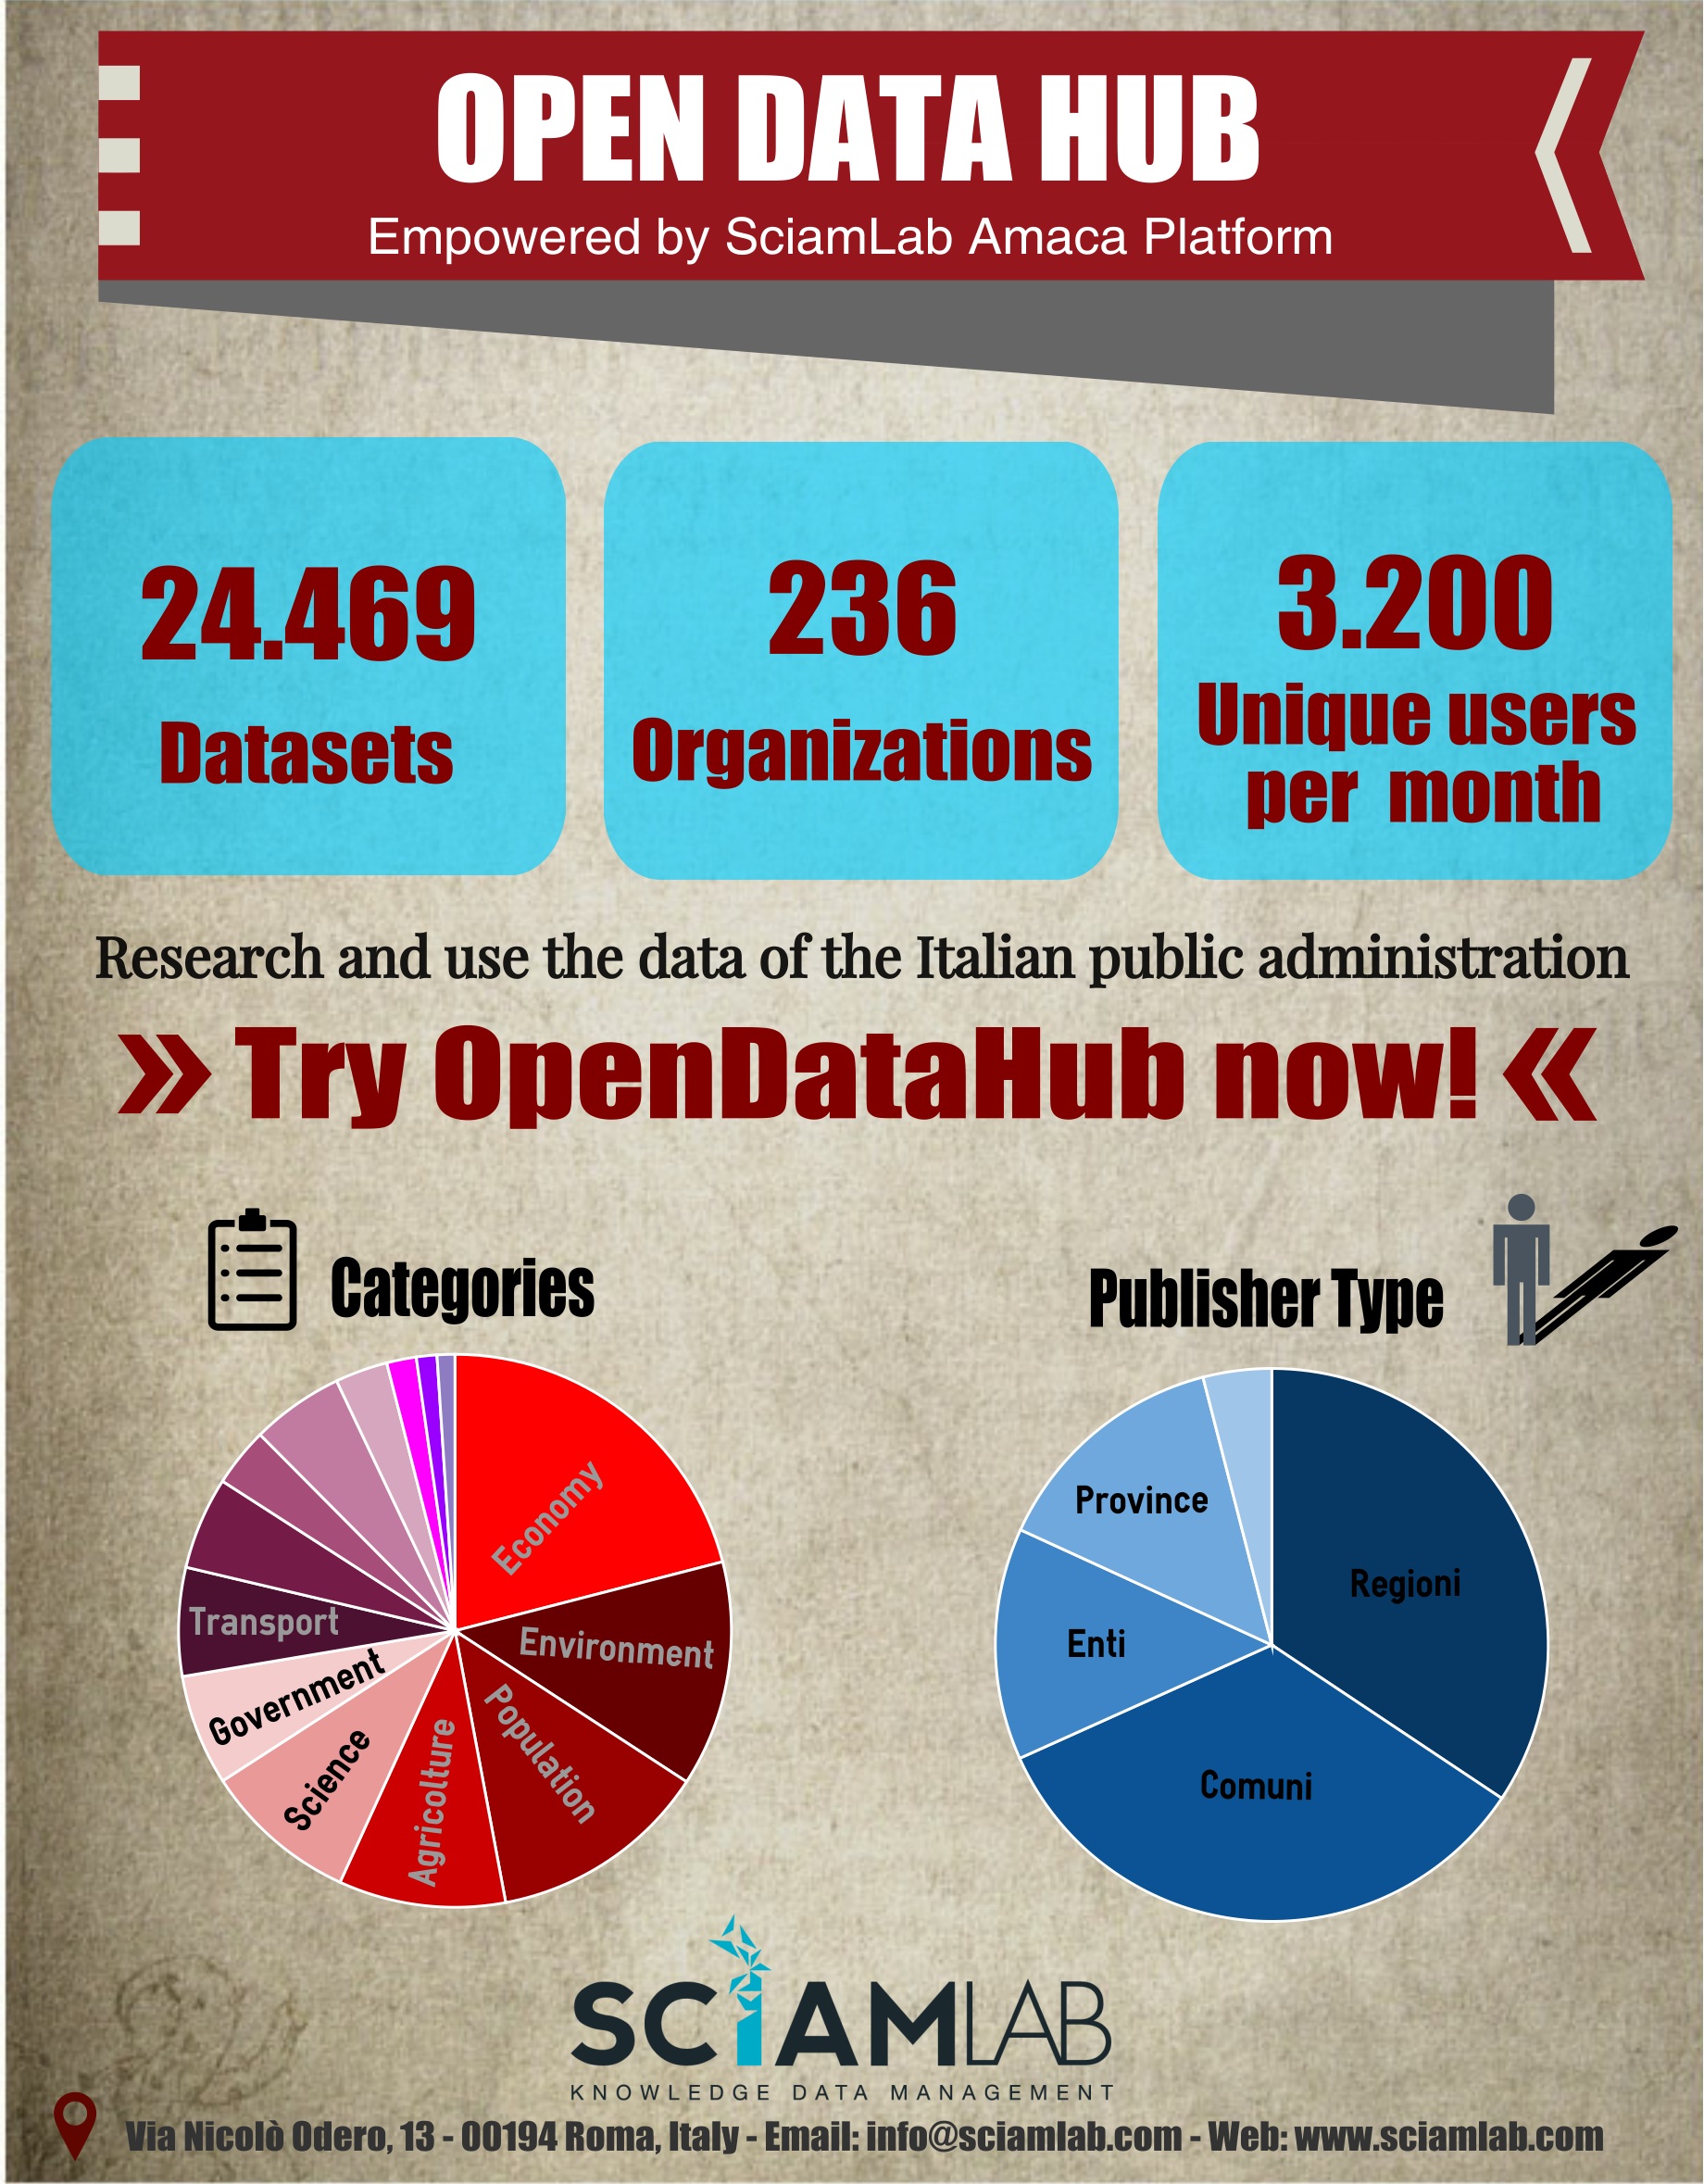 OPEN DATA HUB
Empowered by SciamLab Amaca Platform
24.469
Datasets
236
Organizations
3.200
Unique users
per month
Research and use the data of the Italian public administration
» Try OpenDataHub now! «
Categories
Publisher Type
Economy
Environment
Population
Agricolture
Science
Government
Transport
Regioni
Comuni
Enti
Province
SCiAMLAB
KNOWLEDGE DATA MANAGEMENT
Via Nicolò Odero, 13 - 00194 Roma, Italy - Email: info@sciamlab.com - Web: www.sciamlab.com